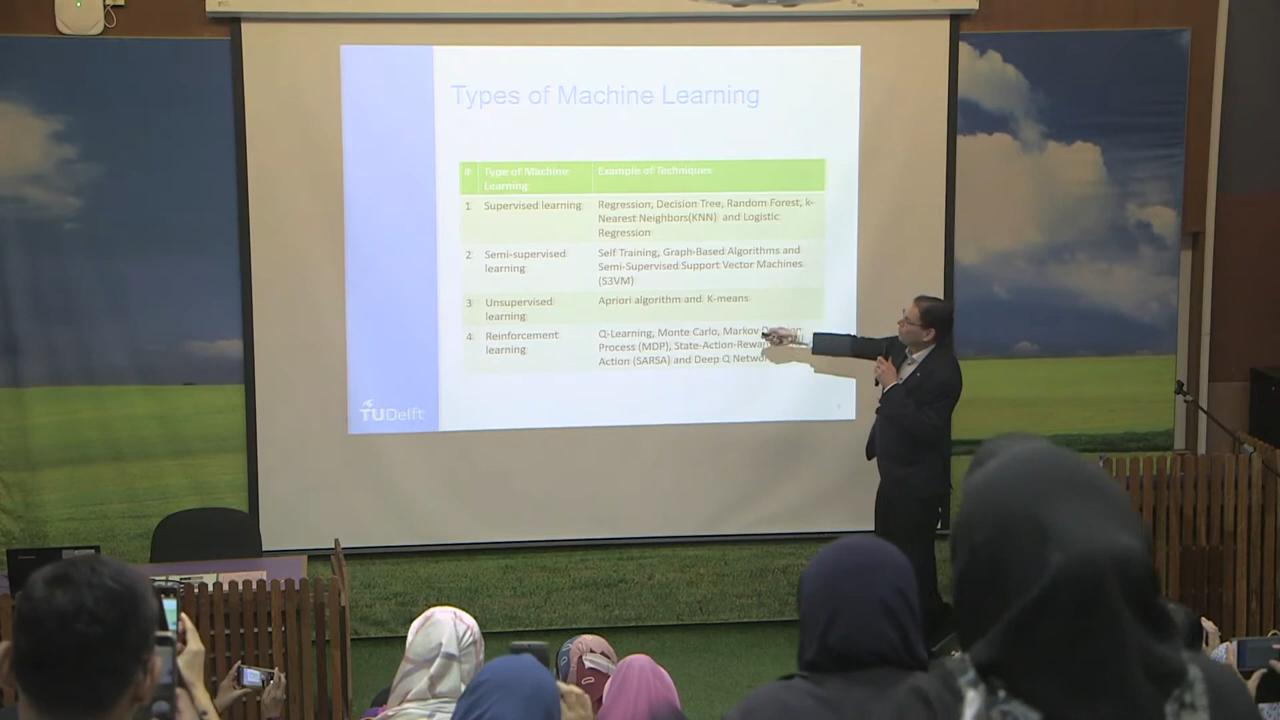 Types of Machine Learning
# Type of Machine Learning Example of Techniques
1 Supervised learning Regression, Decision Tree, Random Forest, k-
Nearest Neighbors(KNN) and Logistic
Regression
2 Semi-supervised learning Self Training, Graph-Based Algorithms and
Semi-Supervised Support Vector Machines
(S3VM)
3 Unsupervised learning Apriori algorithm and K-means
4 Reinforcement learning Q-Learning, Monte Carlo, Markov
Process (MDP), State-Action-
Action (SARSA) and Deep Q
TUDelft